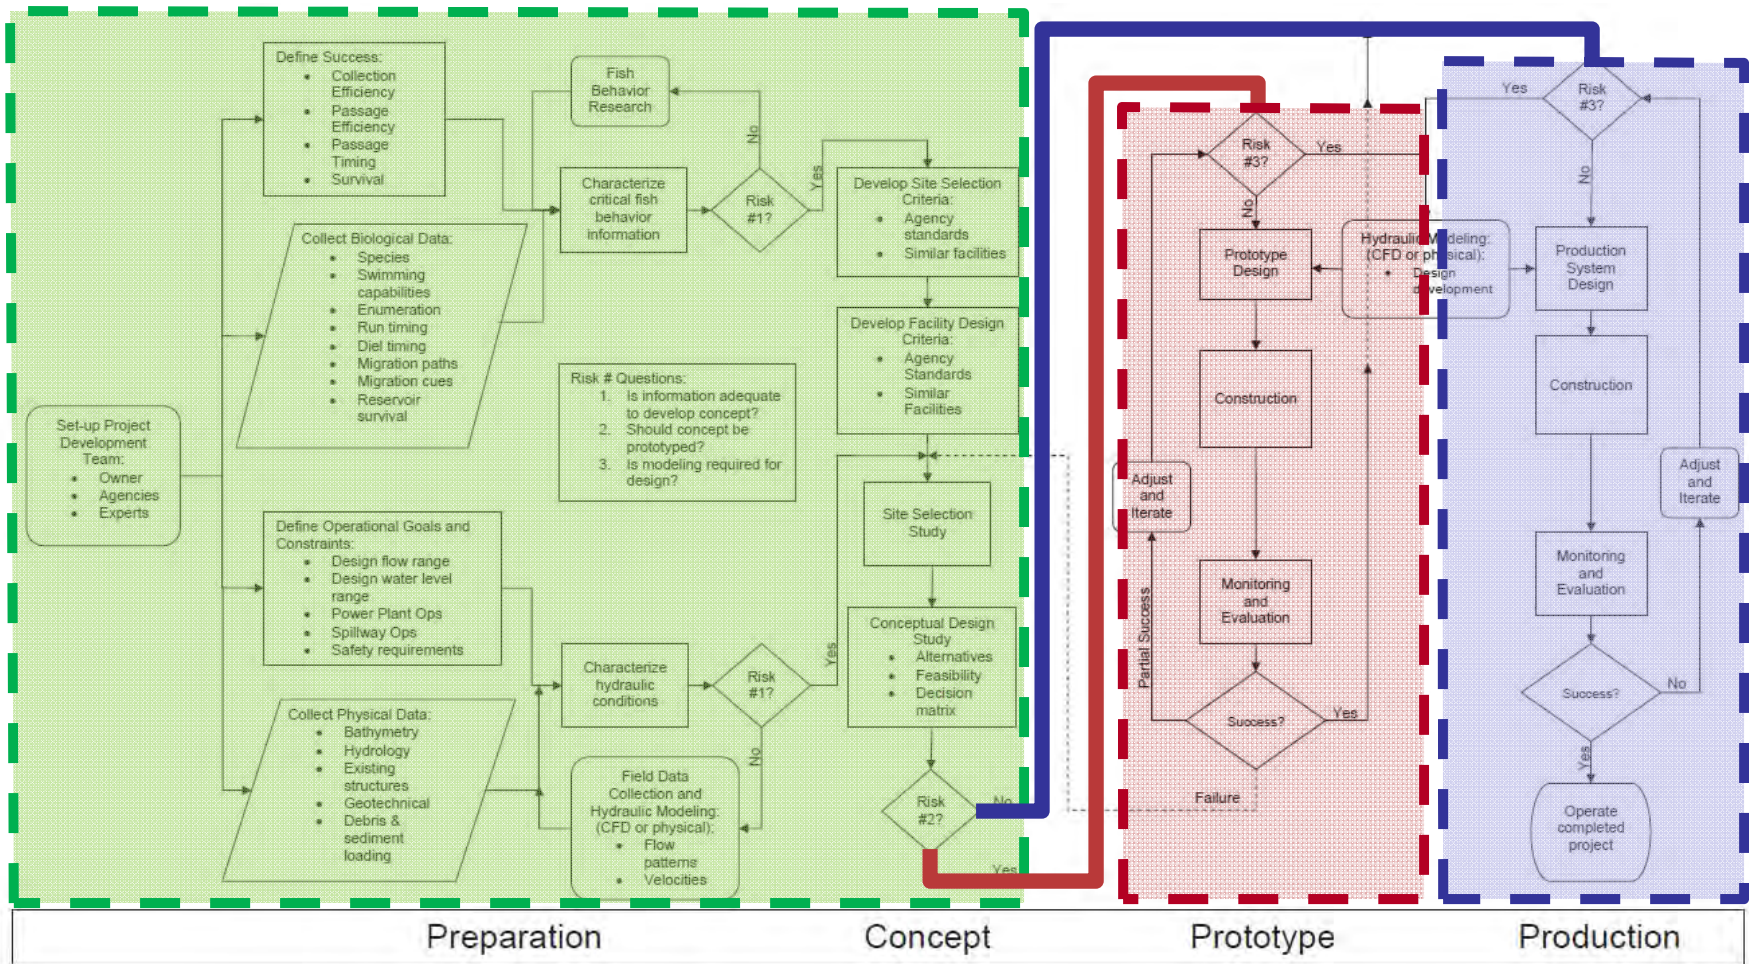 Set-up Project
Development
Team:
• Owner
• Agencies
• Experts
Define Success:
• Collection
Efficiency
• Passage
Efficiency
• Passage
Timing
• Survival
Collect Biological Data:
• Species
• Swimming
capabilities
• Enumeration
• Run timing
• Diel timing
• Migration paths
• Migration cues
• Reservoir
survival
Define Operational Goals and
Constraints:
• Design flow range
• Design water level
range
• Power Plant Ops
• Spillway Ops
• Safety requirements
Collect Physical Data:
• Bathymetry
• Hydrology
• Existing
structures
• Geotechnical
• Debris &
sediment
loading
Fish
Behavior
Research
Characterize
critical fish
behavior
information
No
Risk
#1?
Yes
Risk # Questions:
1. Is information adequate
to develop concept?
2. Should concept be
prototyped?
3. Is modeling required for
design?
Characterize
hydraulic
conditions
Risk
#1?
Yes
No
Field Data
Collection and
Hydraulic Modeling:
(CFD or physical):
• Flow
patterns
• Velocities
Develop Site Selection
Criteria:
• Agency
standards
• Similar facilities
Develop Facility Design
Criteria:
• Agency
Standards
• Similar
Facilities
Site Selection
Study
Conceptual Design
Study
• Alternatives
• Feasibility
• Decision
matrix
Risk
#2?
No
Yes
Risk
#3?
Yes
No
Prototype
Design
Hydraulic Modeling:
(CFD or physical):
• Design
development
Construction
Adjust
and
Iterate
Monitoring
and
Evaluation
Partial Success
Success?
Yes
Failure
Yes
Risk
#3?
No
Production
System
Design
Construction
Adjust
and
Iterate
Monitoring
and
Evaluation
Success?
No
Yes
Operate
completed
project
Preparation
Concept
Prototype
Production